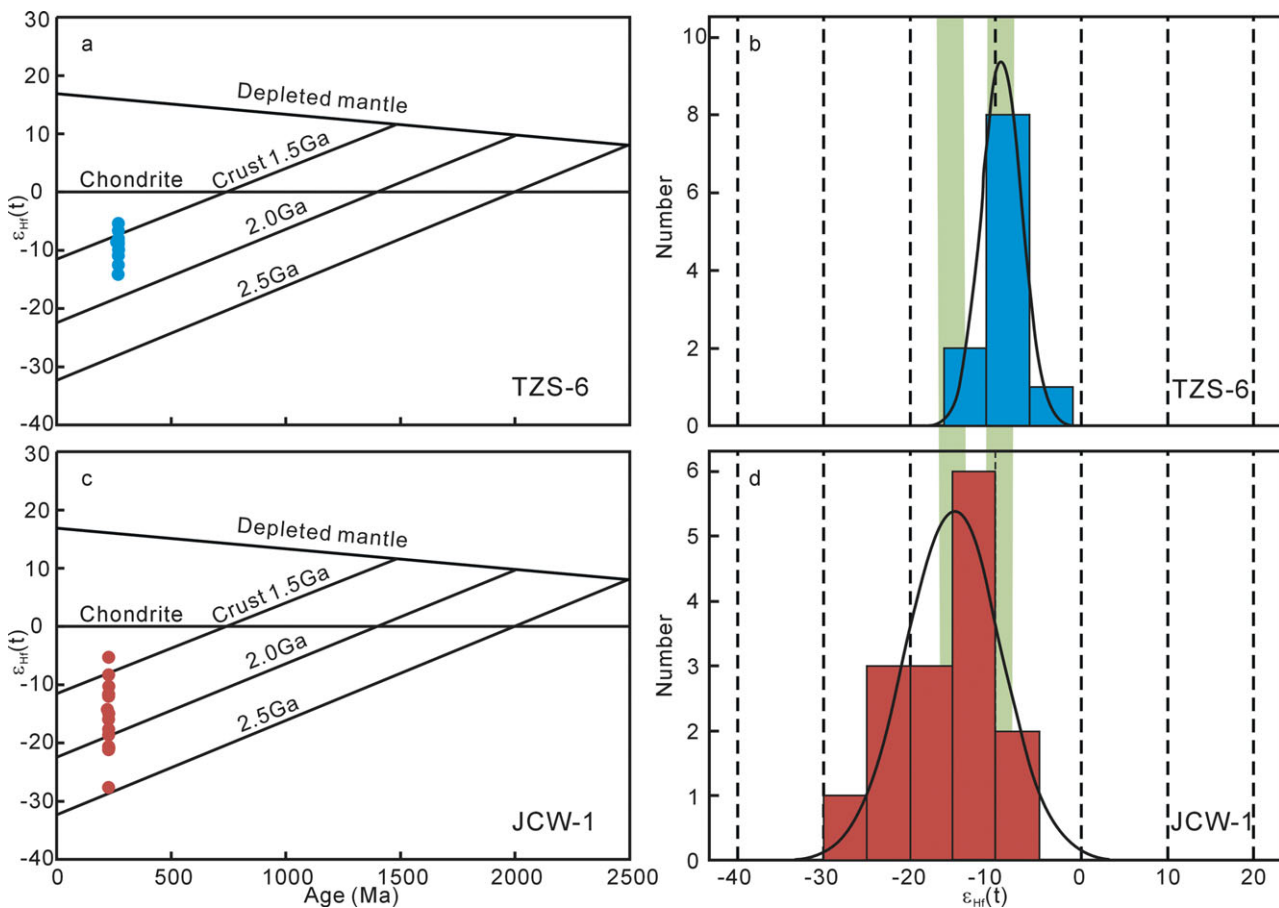 30
20
10
0
-10
-20
-30
-40
εHf(t)
a
Depleted mantle
Crust 1.5Ga
Chondrite
2.0Ga
2.5Ga
TZS-6
10
8
6
4
2
0
Number
b
TZS-6
30
20
10
0
-10
-20
-30
-40
εHf(t)
c
Depleted mantle
Crust 1.5Ga
Chondrite
2.0Ga
2.5Ga
JCW-1
0 500 1000 1500 2000 2500
Age (Ma)
6
5
4
3
2
1
0
Number
d
JCW-1
-40 -30 -20 -10 0 10 20
εHf(t)